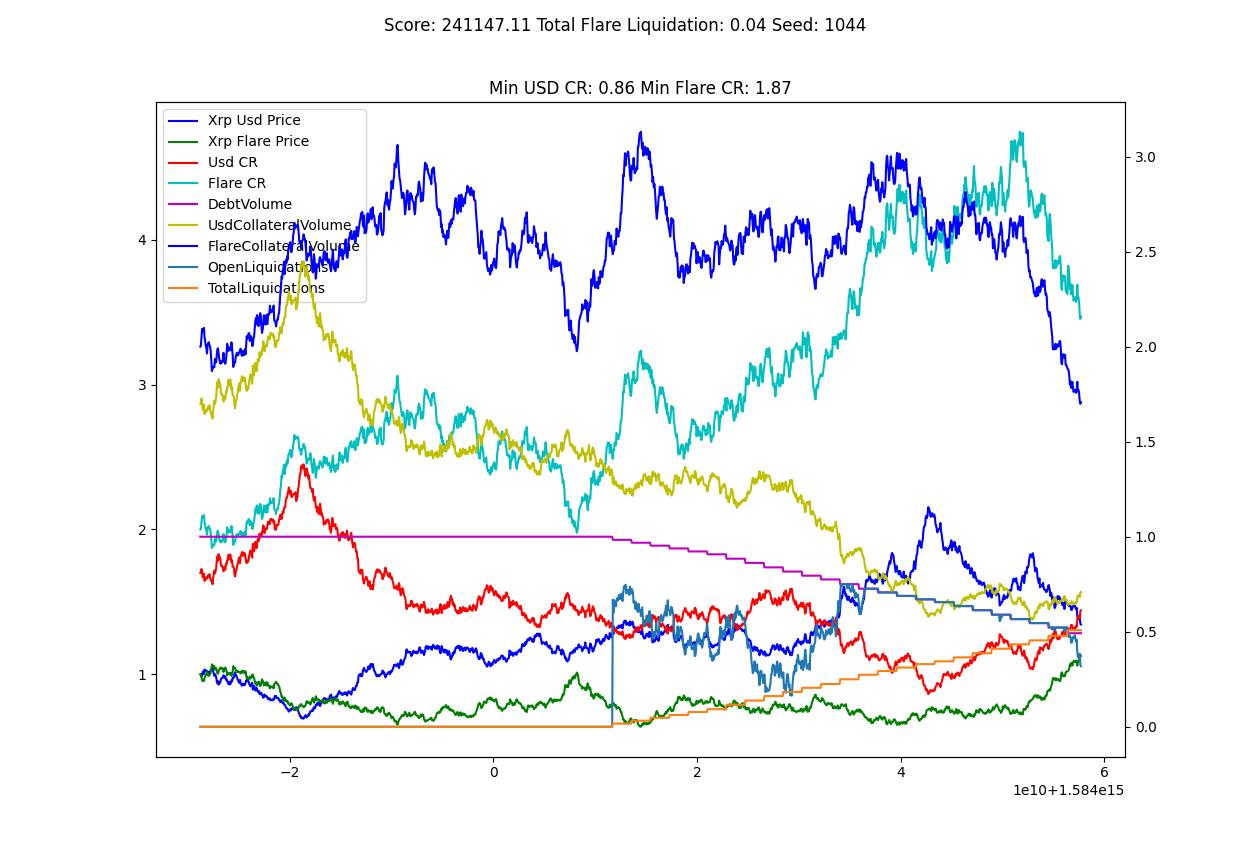 Score: 241147.11 Total Flare Liquidation: 0.04 Seed: 1044
Min USD CR: 0.86 Min Flare CR: 1.87
Xrp Usd Price
Xrp Flare Price
Usd CR
Flare CR
DebtVolume
UsdCollateralVolume
FlareCollateralVolume
OpenLiquidations
TotalLiquidations
4
3
2
1
3.0
2.5
2.0
1.5
1.0
0.5
0.0
−2
0
2
4
6
1e10+1.584e15